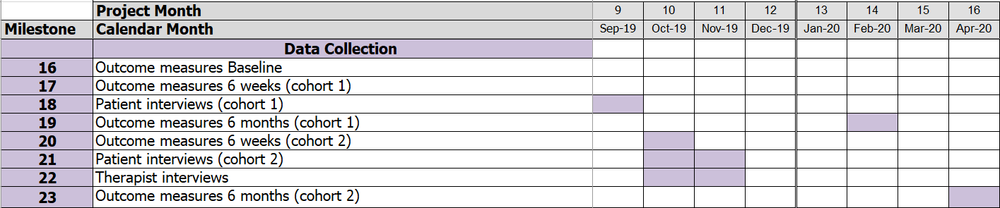 Project Month 9 10 11 12 13 14 15 16
Milestone Calendar Month Sep-19 Oct-19 Nov-19 Dec-19 Jan-20 Feb-20 Mar-20 Apr-20
Data Collection
16 Outcome measures Baseline
17 Outcome measures 6 weeks (cohort 1)
18 Patient interviews (cohort 1)
19 Outcome measures 6 months (cohort 1)
20 Outcome measures 6 weeks (cohort 2)
21 Patient interviews (cohort 2)
22 Therapist interviews
23 Outcome measures 6 months (cohort 2)